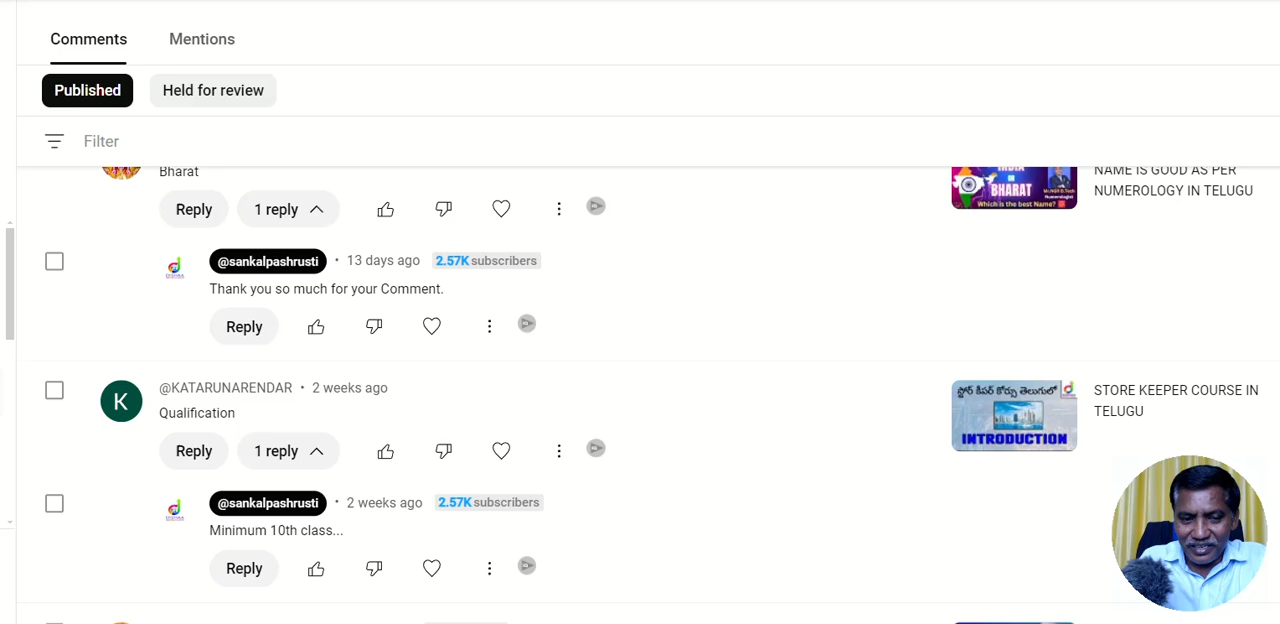 Comments
Mentions
Published
Held for review
Filter
Bharat
Reply
1 reply
BHARAT
Which is the best Name?
NAME IS GOOD AS PER
NUMEROLOGY IN TELUGU
@sankalpashrusti • 13 days ago 2.57K subscribers
Thank you so much for your Comment.
Reply
@KATARUNARENDAR • 2 weeks ago
K
Qualification
Reply
1 reply
స్టోర్ కీపర్ కోర్సు తెలుగులో
INTRODUCTION
STORE KEEPER COURSE IN
TELUGU
@sankalpashrusti • 2 weeks ago 2.57K subscribers
Minimum 10th class...
Reply